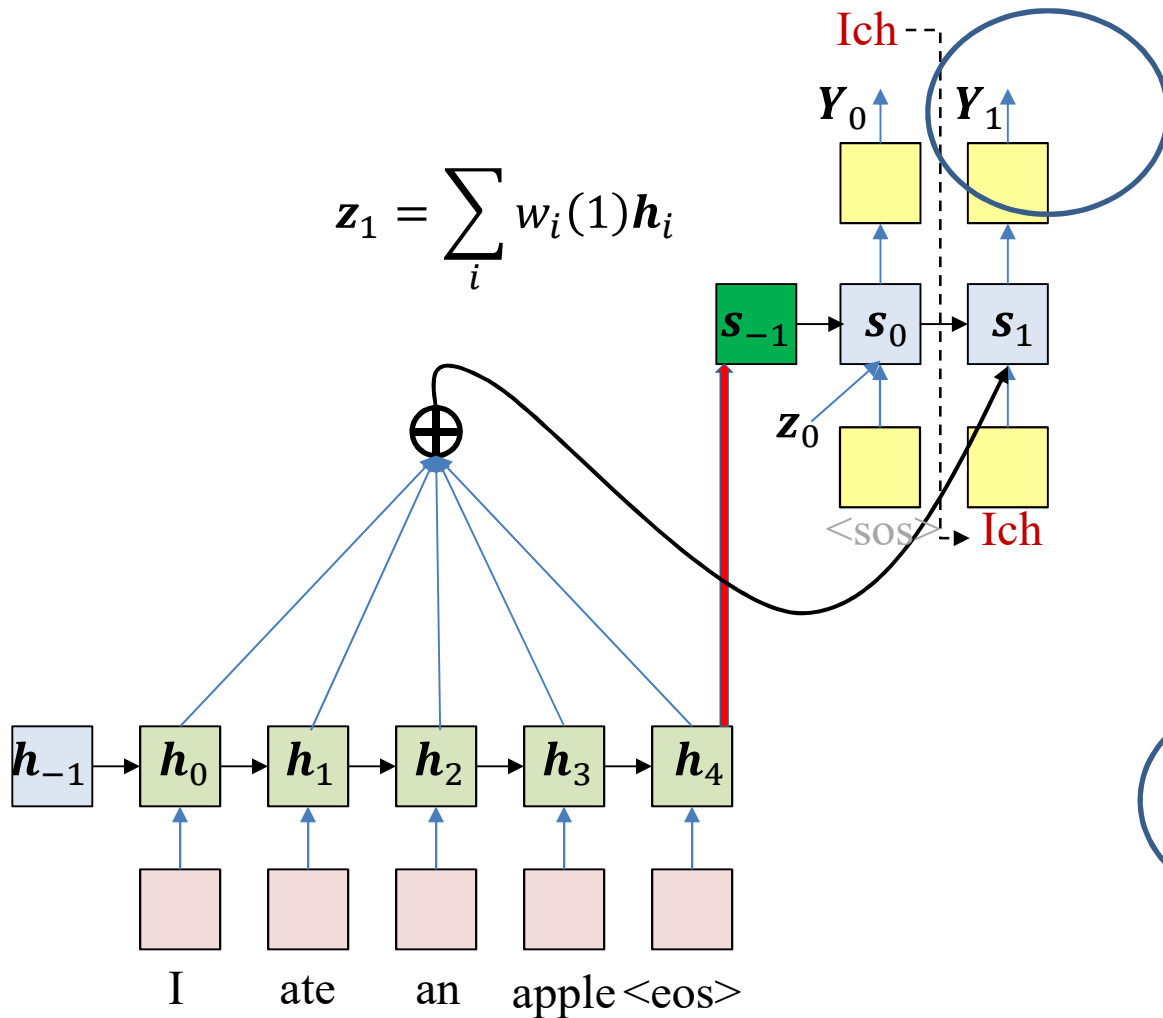 Ich
Y₀ Y₁
z₁ = ∑ᵢ wᵢ(1)hᵢ
s₋₁ s₀ s₁
z₀
<sos> Ich
h₋₁ h₀ h₁ h₂ h₃ h₄
I ate an apple <eos>